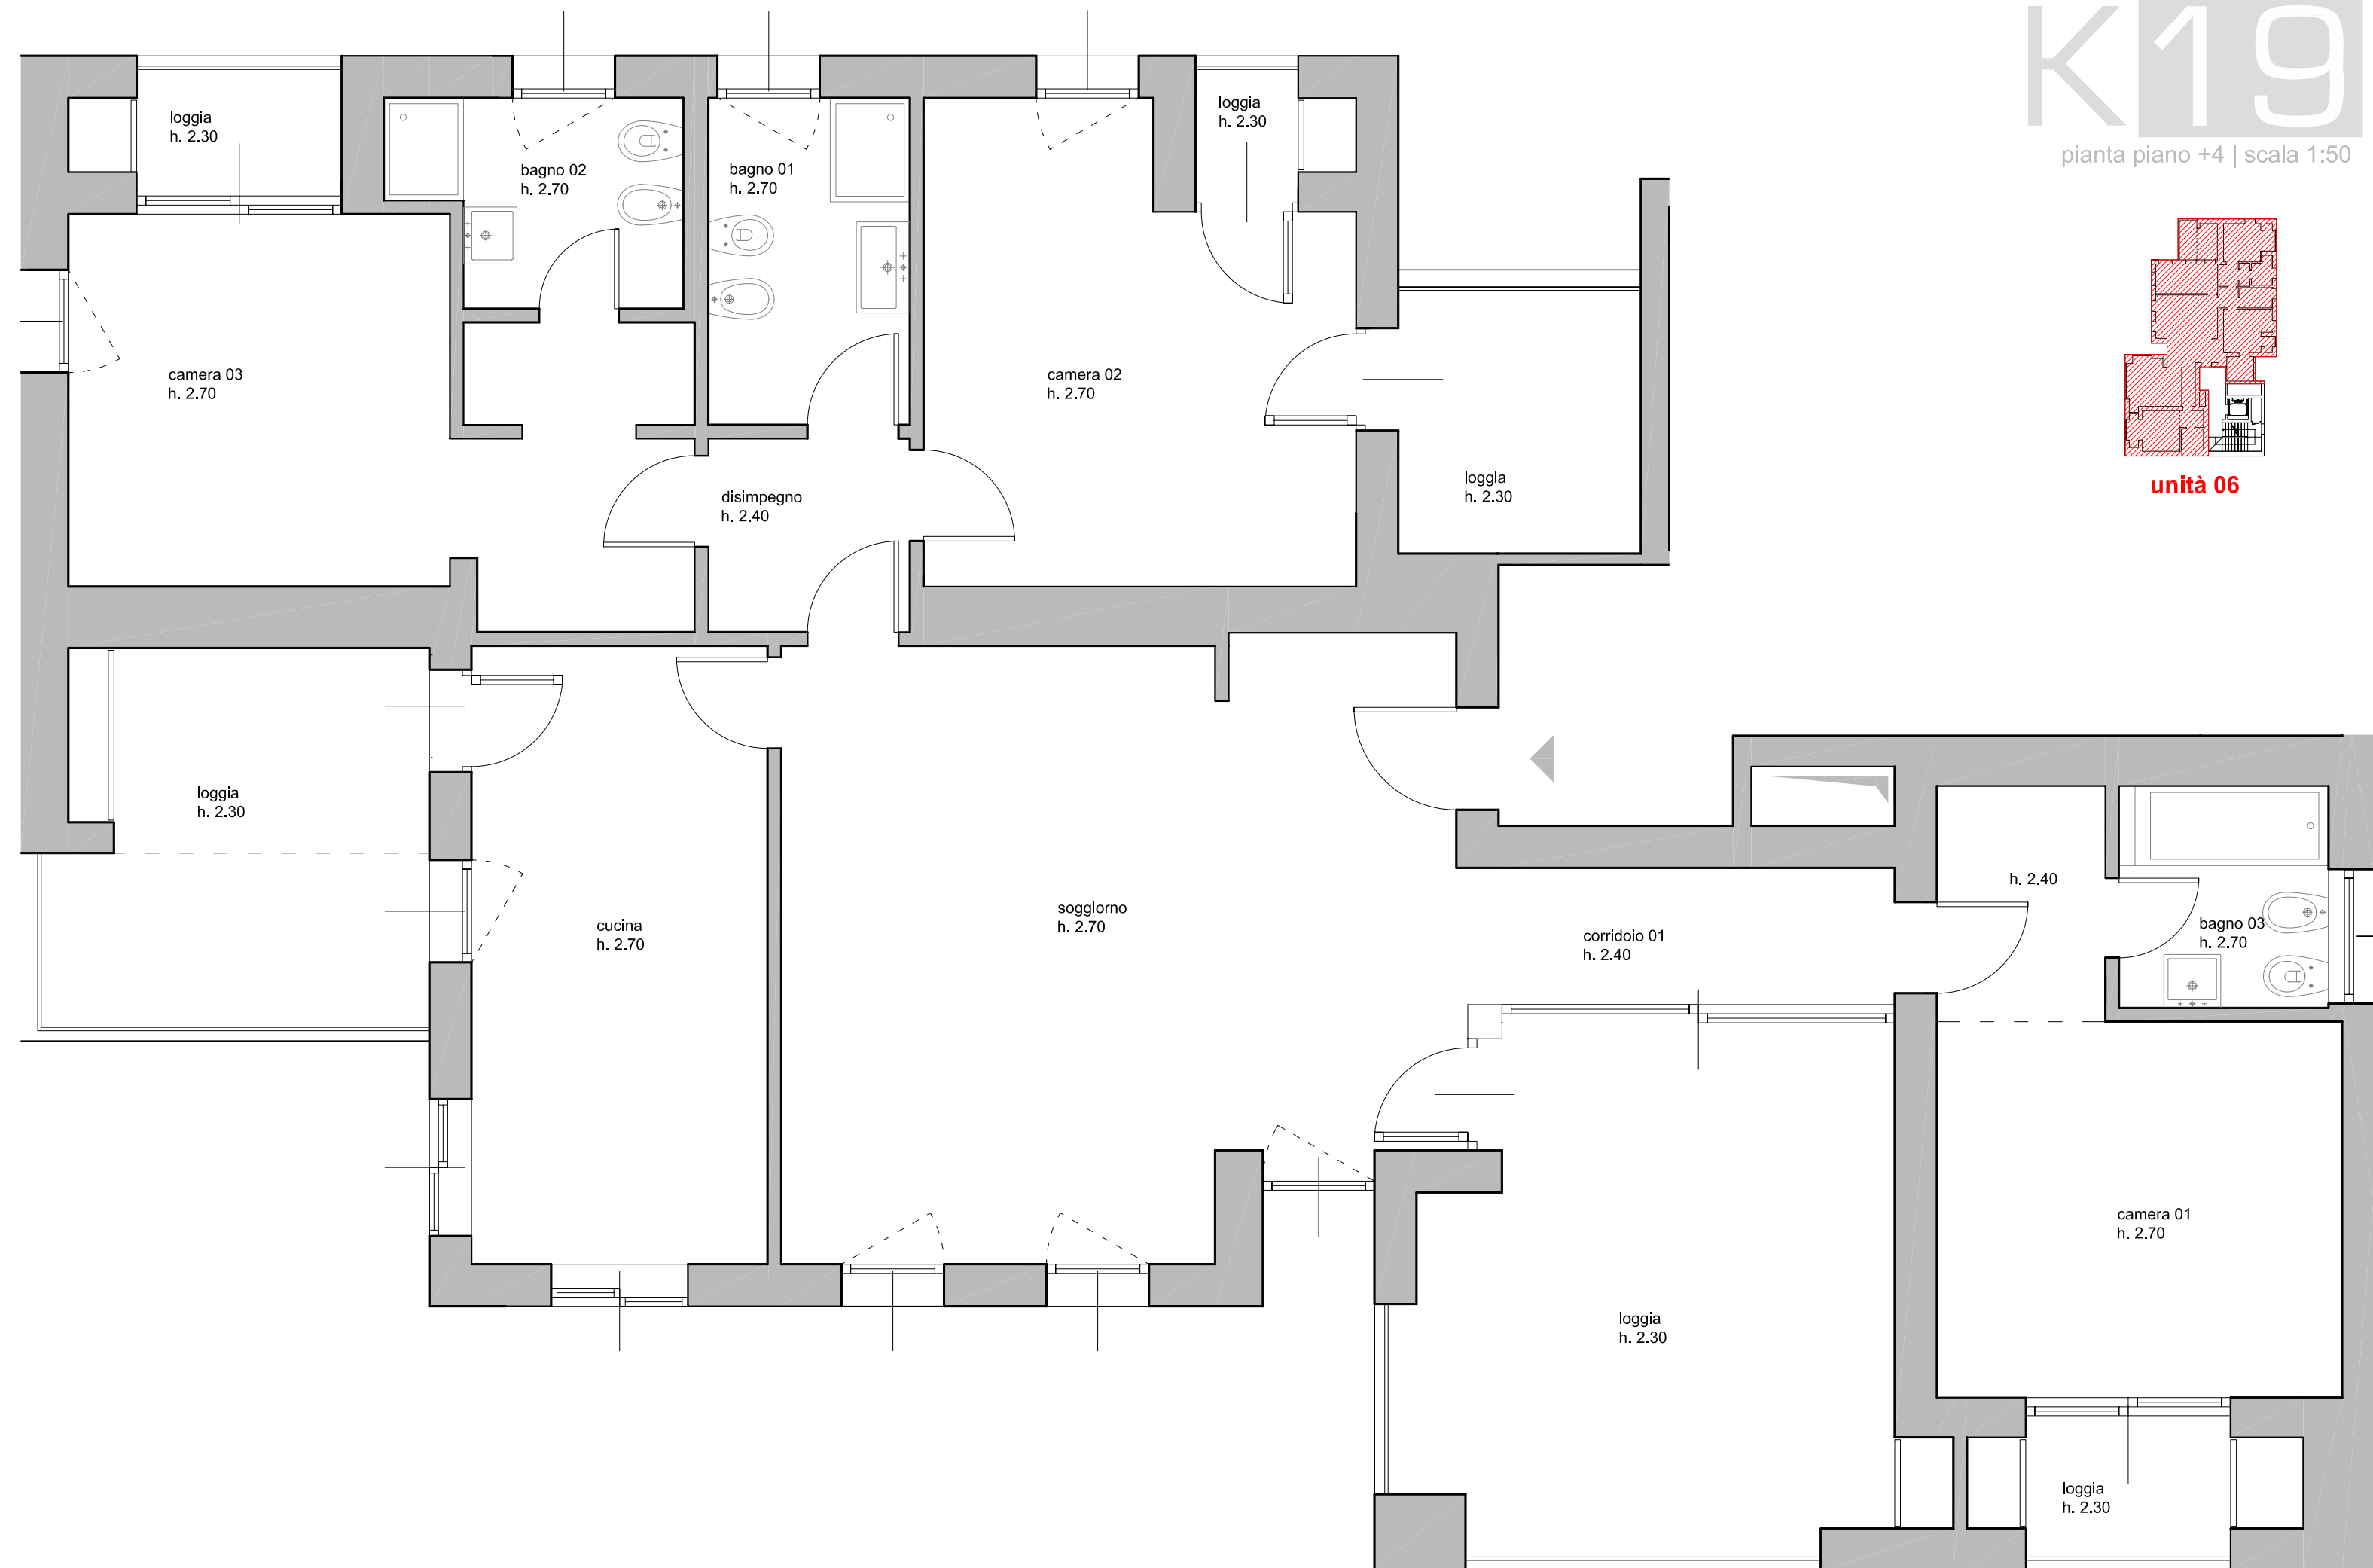 K19
pianta piano +4 | scala 1:50
unità 06
loggia
h. 2.30
bagno 02
h. 2.70
bagno 01
h. 2.70
loggia
h. 2.30
camera 03
h. 2.70
camera 02
h. 2.70
disimpegno
h. 2.40
loggia
h. 2.30
loggia
h. 2.30
cucina
h. 2.70
soggiorno
h. 2.70
corridoio 01
h. 2.40
h. 2.40
bagno 03
h. 2.70
camera 01
h. 2.70
loggia
h. 2.30
loggia
h. 2.30